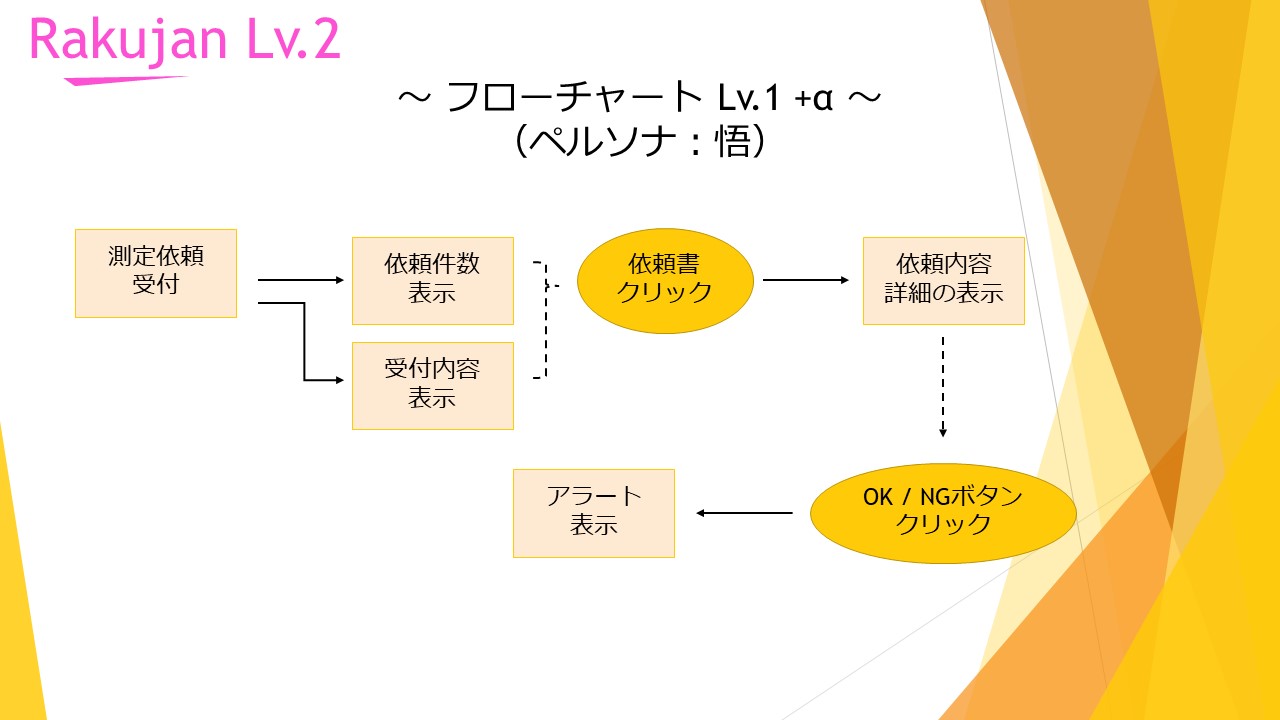 Rakujan Lv.2
～ フローチャート Lv.1 +α ～
（ペルソナ：悟）
測定依頼
受付
依頼件数
表示
受付内容
表示
依頼書
クリック
依頼内容
詳細の表示
OK / NGボタン
クリック
アラート
表示